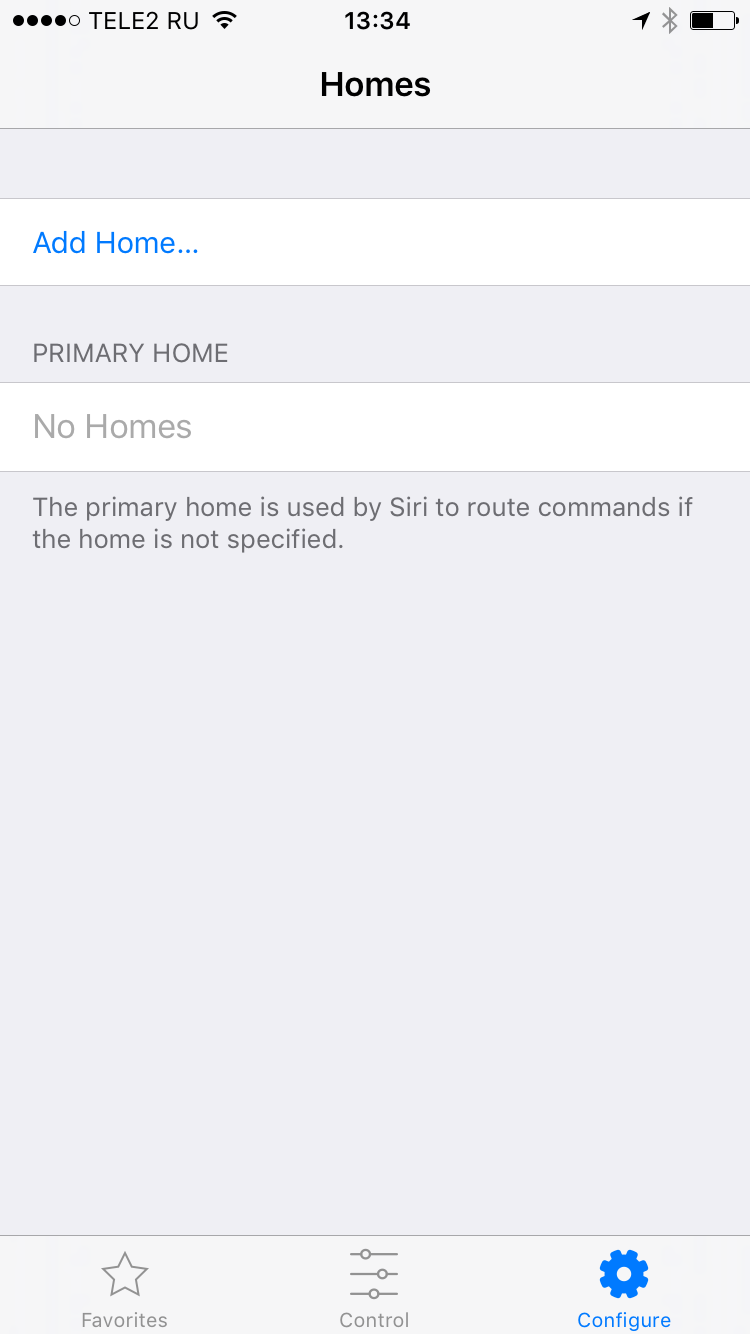 TELE2 RU 13:34
Homes
Add Home...
PRIMARY HOME
No Homes
The primary home is used by Siri to route commands if
the home is not specified.
Favorites Control Configure